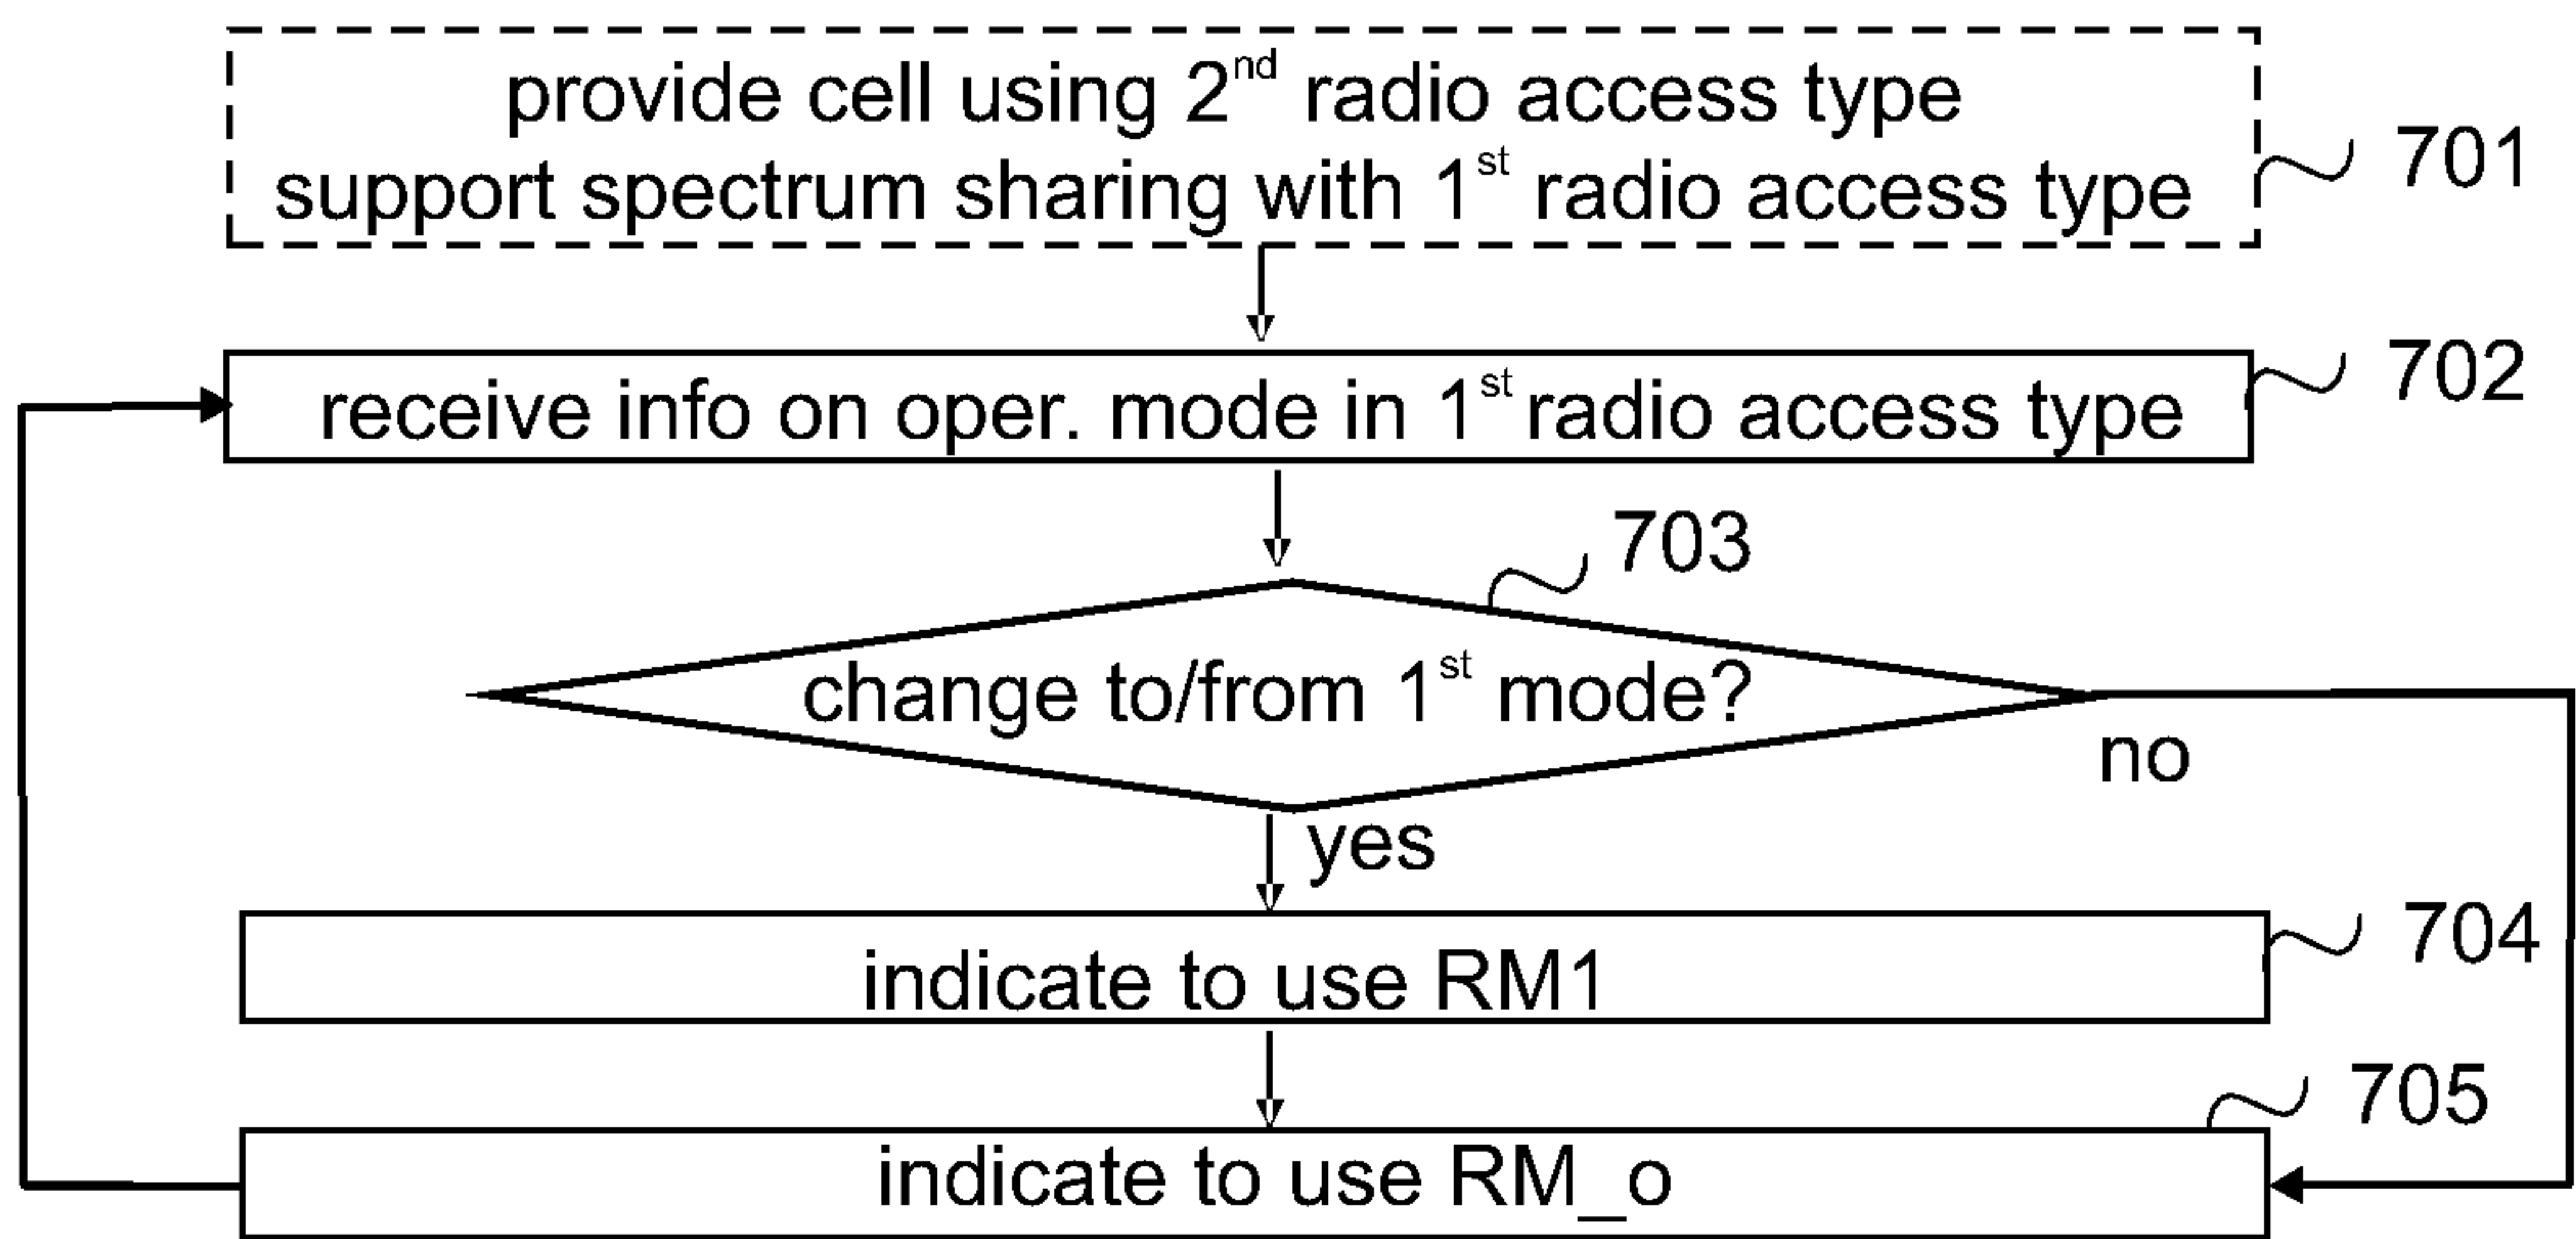 provide cell using 2nd radio access type
support spectrum sharing with 1st radio access type
701
702
receive info on oper. mode in 1st radio access type
703
change to/from 1st mode?
no
yes
704
indicate to use RM1
705
indicate to use RM_o